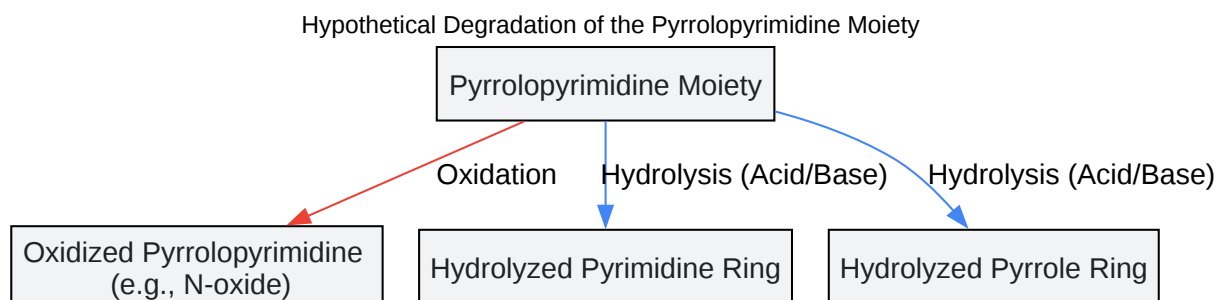 Hypothetical Degradation of the Pyrrolopyrimidine Moiety
Pyrrolopyrimidine Moiety
Oxidation
Hydrolysis (Acid/Base)
Hydrolysis (Acid/Base)
Oxidized Pyrrolopyrimidine
(e.g., N-oxide)
Hydrolyzed Pyrimidine Ring
Hydrolyzed Pyrrole Ring